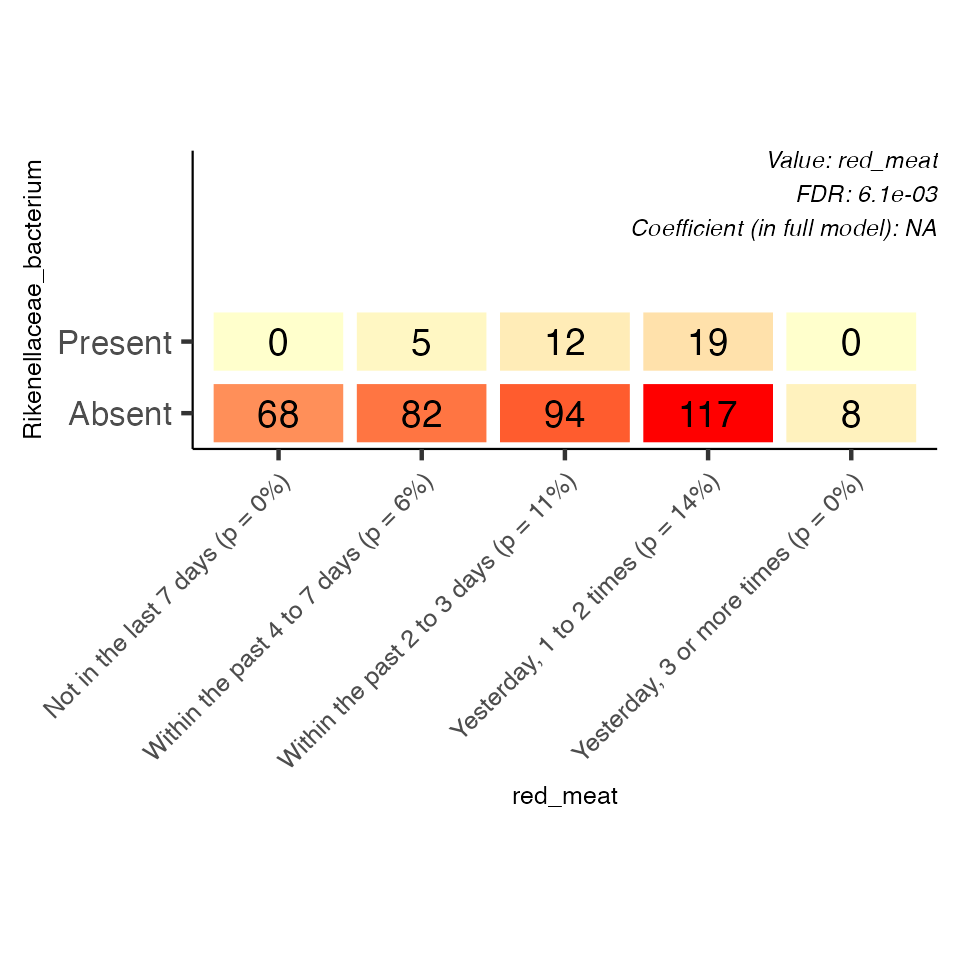 Value: red_meat
FDR: 6.1e-03
Coefficient (in full model): NA
Rikenellaceae_bacterium
Present 0 5 12 19 0
Absent 68 82 94 117 8
Not in the last 7 days (p = 0%)
Within the past 4 to 7 days (p = 6%)
Within the past 2 to 3 days (p = 11%)
Yesterday, 1 to 2 times (p = 14%)
Yesterday, 3 or more times (p = 0%)
red_meat